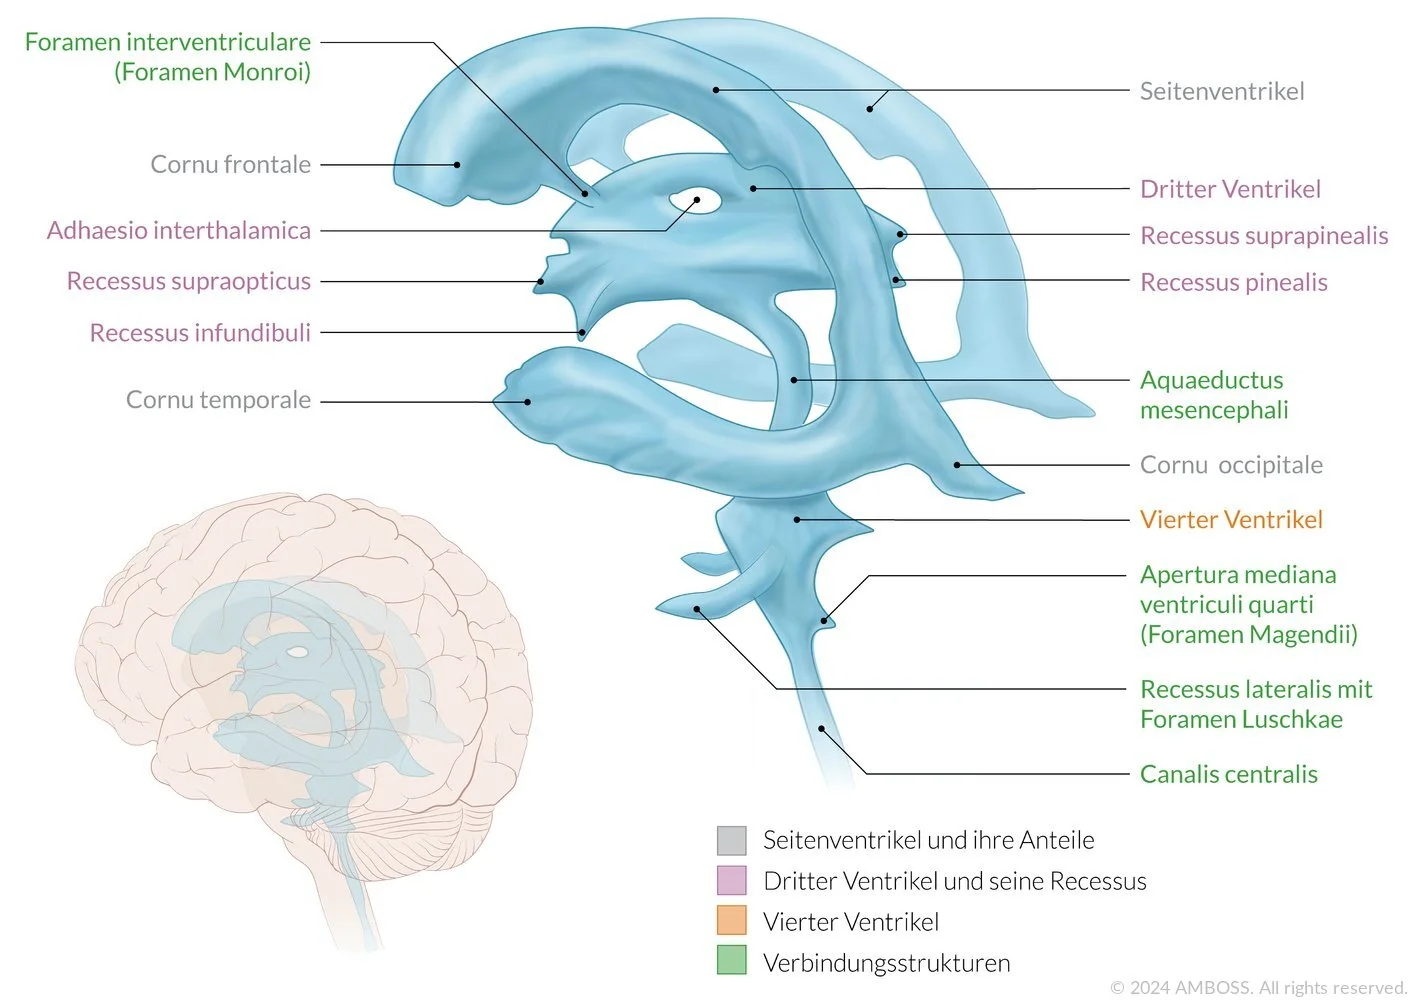 Foramen interventriculare
(Foramen Monroi)
Cornu frontale
Adhaesio interthalamica
Recessus supraopticus
Recessus infundibuli
Cornu temporale
Seitenventrikel
Dritter Ventrikel
Recessus suprapinealis
Recessus pinealis
Aquaeductus
mesencephali
Cornu occipitale
Vierter Ventrikel
Apertura mediana
ventriculi quarti
(Foramen Magendii)
Recessus lateralis mit
Foramen Luschkae
Canalis centralis
Seitenventrikel und ihre Anteile
Dritter Ventrikel und seine Recessus
Vierter Ventrikel
Verbindungsstrukturen
© 2024 AMBOSS. All rights reserved.